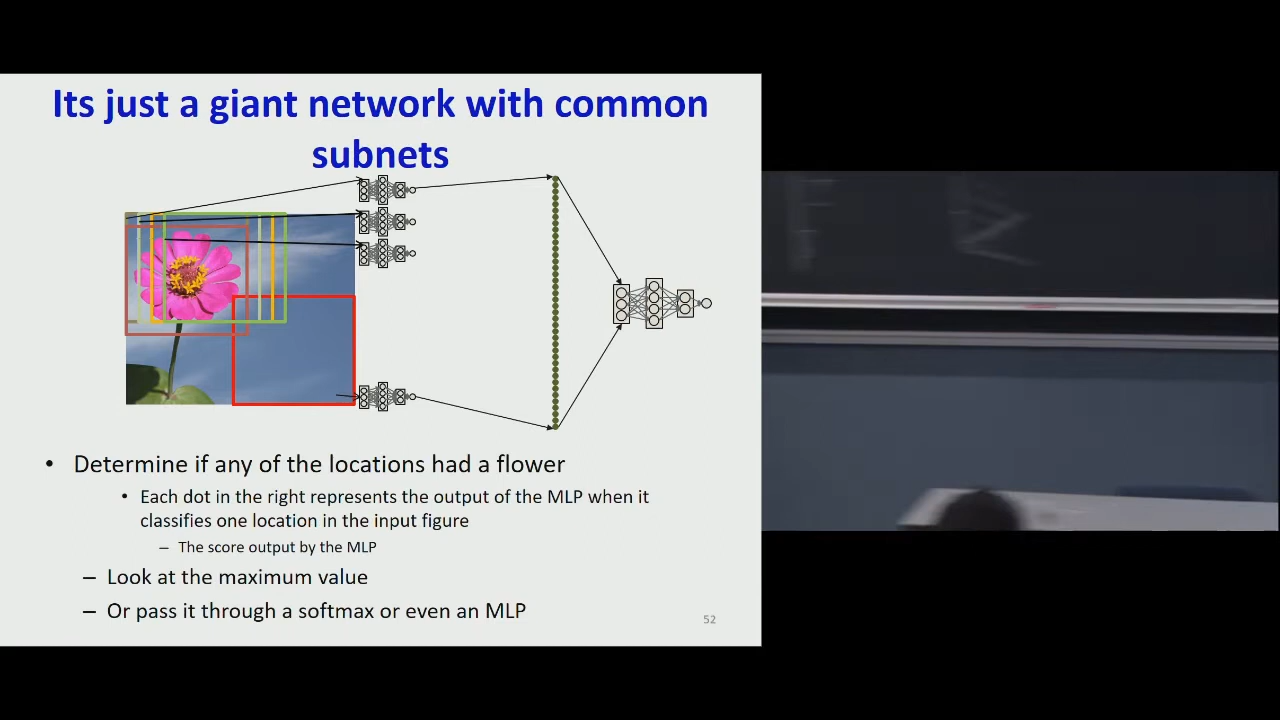 Its just a giant network with common
subnets
• Determine if any of the locations had a flower
• Each dot in the right represents the output of the MLP when it
classifies one location in the input figure
– The score output by the MLP
– Look at the maximum value
– Or pass it through a softmax or even an MLP
52